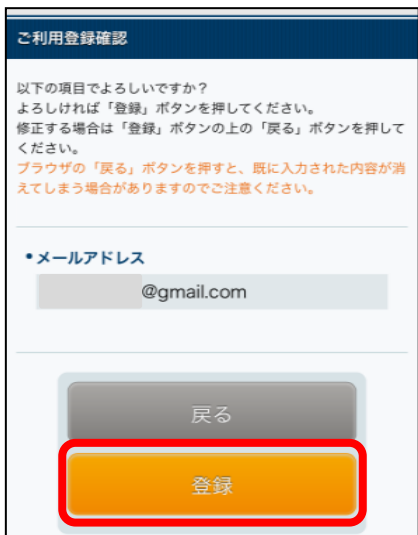 ご利用登録確認
以下の項目でよろしいですか？
よろしければ「登録」ボタンを押してください。
修正する場合は「登録」ボタンの上の「戻る」ボタンを押して
ください。
ブラウザの「戻る」ボタンを押すと、既に入力された内容が消
えてしまう場合がありますのでご注意ください。
•メールアドレス
@gmail.com
戻る
登録